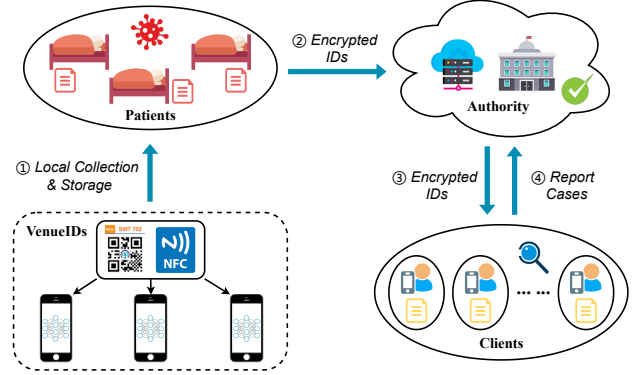 ② Encrypted
IDs
Patients
Authority
① Local Collection
& Storage
③ Encrypted
IDs
④ Report
Cases
VenueIDs
SWT 702
NFC
... ...
Clients